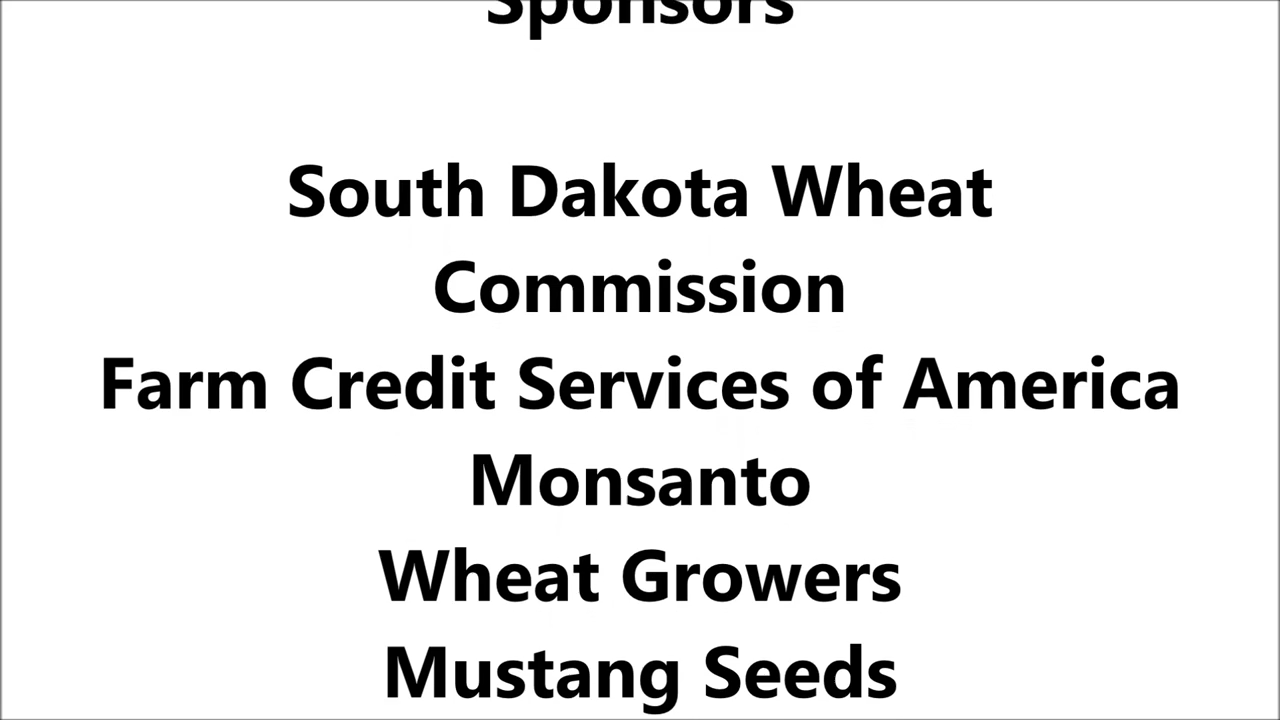 Sponsors
South Dakota Wheat
Commission
Farm Credit Services of America
Monsanto
Wheat Growers
Mustang Seeds